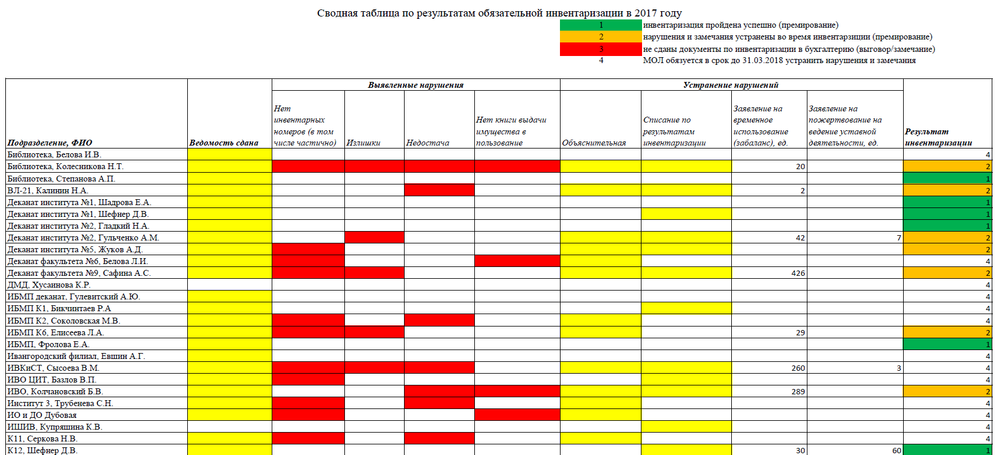 Сводная таблица по результатам обязательной инвентаризации в 2017 году
1 инвентаризация пройдена успешно (премирование)
2 нарушения и замечания устранены во время инвентарзиции (премирование)
3 не сданы документы по инвентаризации в бухгалтерию (выговор/замечание)
4 МОЛ обязуется в срок до 31.03.2018 устранить нарушения и замечания
Выявленные нарушения
Устранение нарушений
Подразделение, ФИО
Ведомость сдана
Нет
инвентарных
номеров (в том
числе частично)
Излишки
Недостача
Нет книги выдачи
имущества в
пользование
Объяснительная
Списание по
результатам
инвентаризации
Заявление на
временное
использование
(забаланс), ед.
Заявление на
пожертвование на
ведение уставной
деятельности, ед.
Результат
инвентаризации
Библиотека, Белова И.В. 4
Библиотека, Колесникова Н.Т. 20 2
Библиотека, Степанова А.П. 1
ВЛ-21, Калинин Н.А. 2 2
Деканат института №1, Шадрова Е.А. 1
Деканат института №1, Шефнер Д.В. 1
Деканат института №2, Гладкий Н.А. 1
Деканат института №2, Гульченко А.М. 42 7 2
Деканат института №5, Жуков А.Д. 2
Деканат факультета №6, Белова Л.И. 4
Деканат факультета №9, Сафина А.С. 426 2
ДМД, Хусаинова К.Р. 4
ИБМП деканат, Гулевитский А.Ю. 4
ИБМП К1, Бикчинтаев Р.А 4
ИБМП К2, Соколовская М.В. 4
ИБМП К6, Елисеева Л.А. 29 2
ИБМП, Фролова Е.А. 1
Ивангородский филиал, Евшин А.Г. 4
ИВКиСТ, Сысоева В.М. 260 3 4
ИВО ЦИТ, Базлов В.П. 4
ИВО, Колчановский Б.В. 289 2
Институт 3, Трубенева С.Н. 4
ИО и ДО Дубовая 4
ИШИВ, Купряшина К.В. 4
К11, Серкова Н.В. 4
К12, Шефнер Д.В. 30 60 1